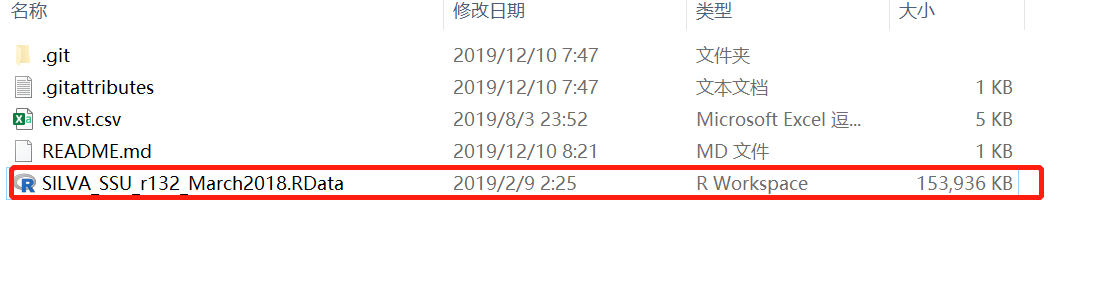 名称 修改日期 类型 大小
.git 2019/12/10 7:47 文件夹
.gitattributes 2019/12/10 7:47 文本文档 1 KB
env.st.csv 2019/8/3 23:52 Microsoft Excel 逗... 5 KB
README.md 2019/12/10 8:21 MD 文件 1 KB
SILVA_SSU_r132_March2018.RData 2019/2/9 2:25 R Workspace 153,936 KB